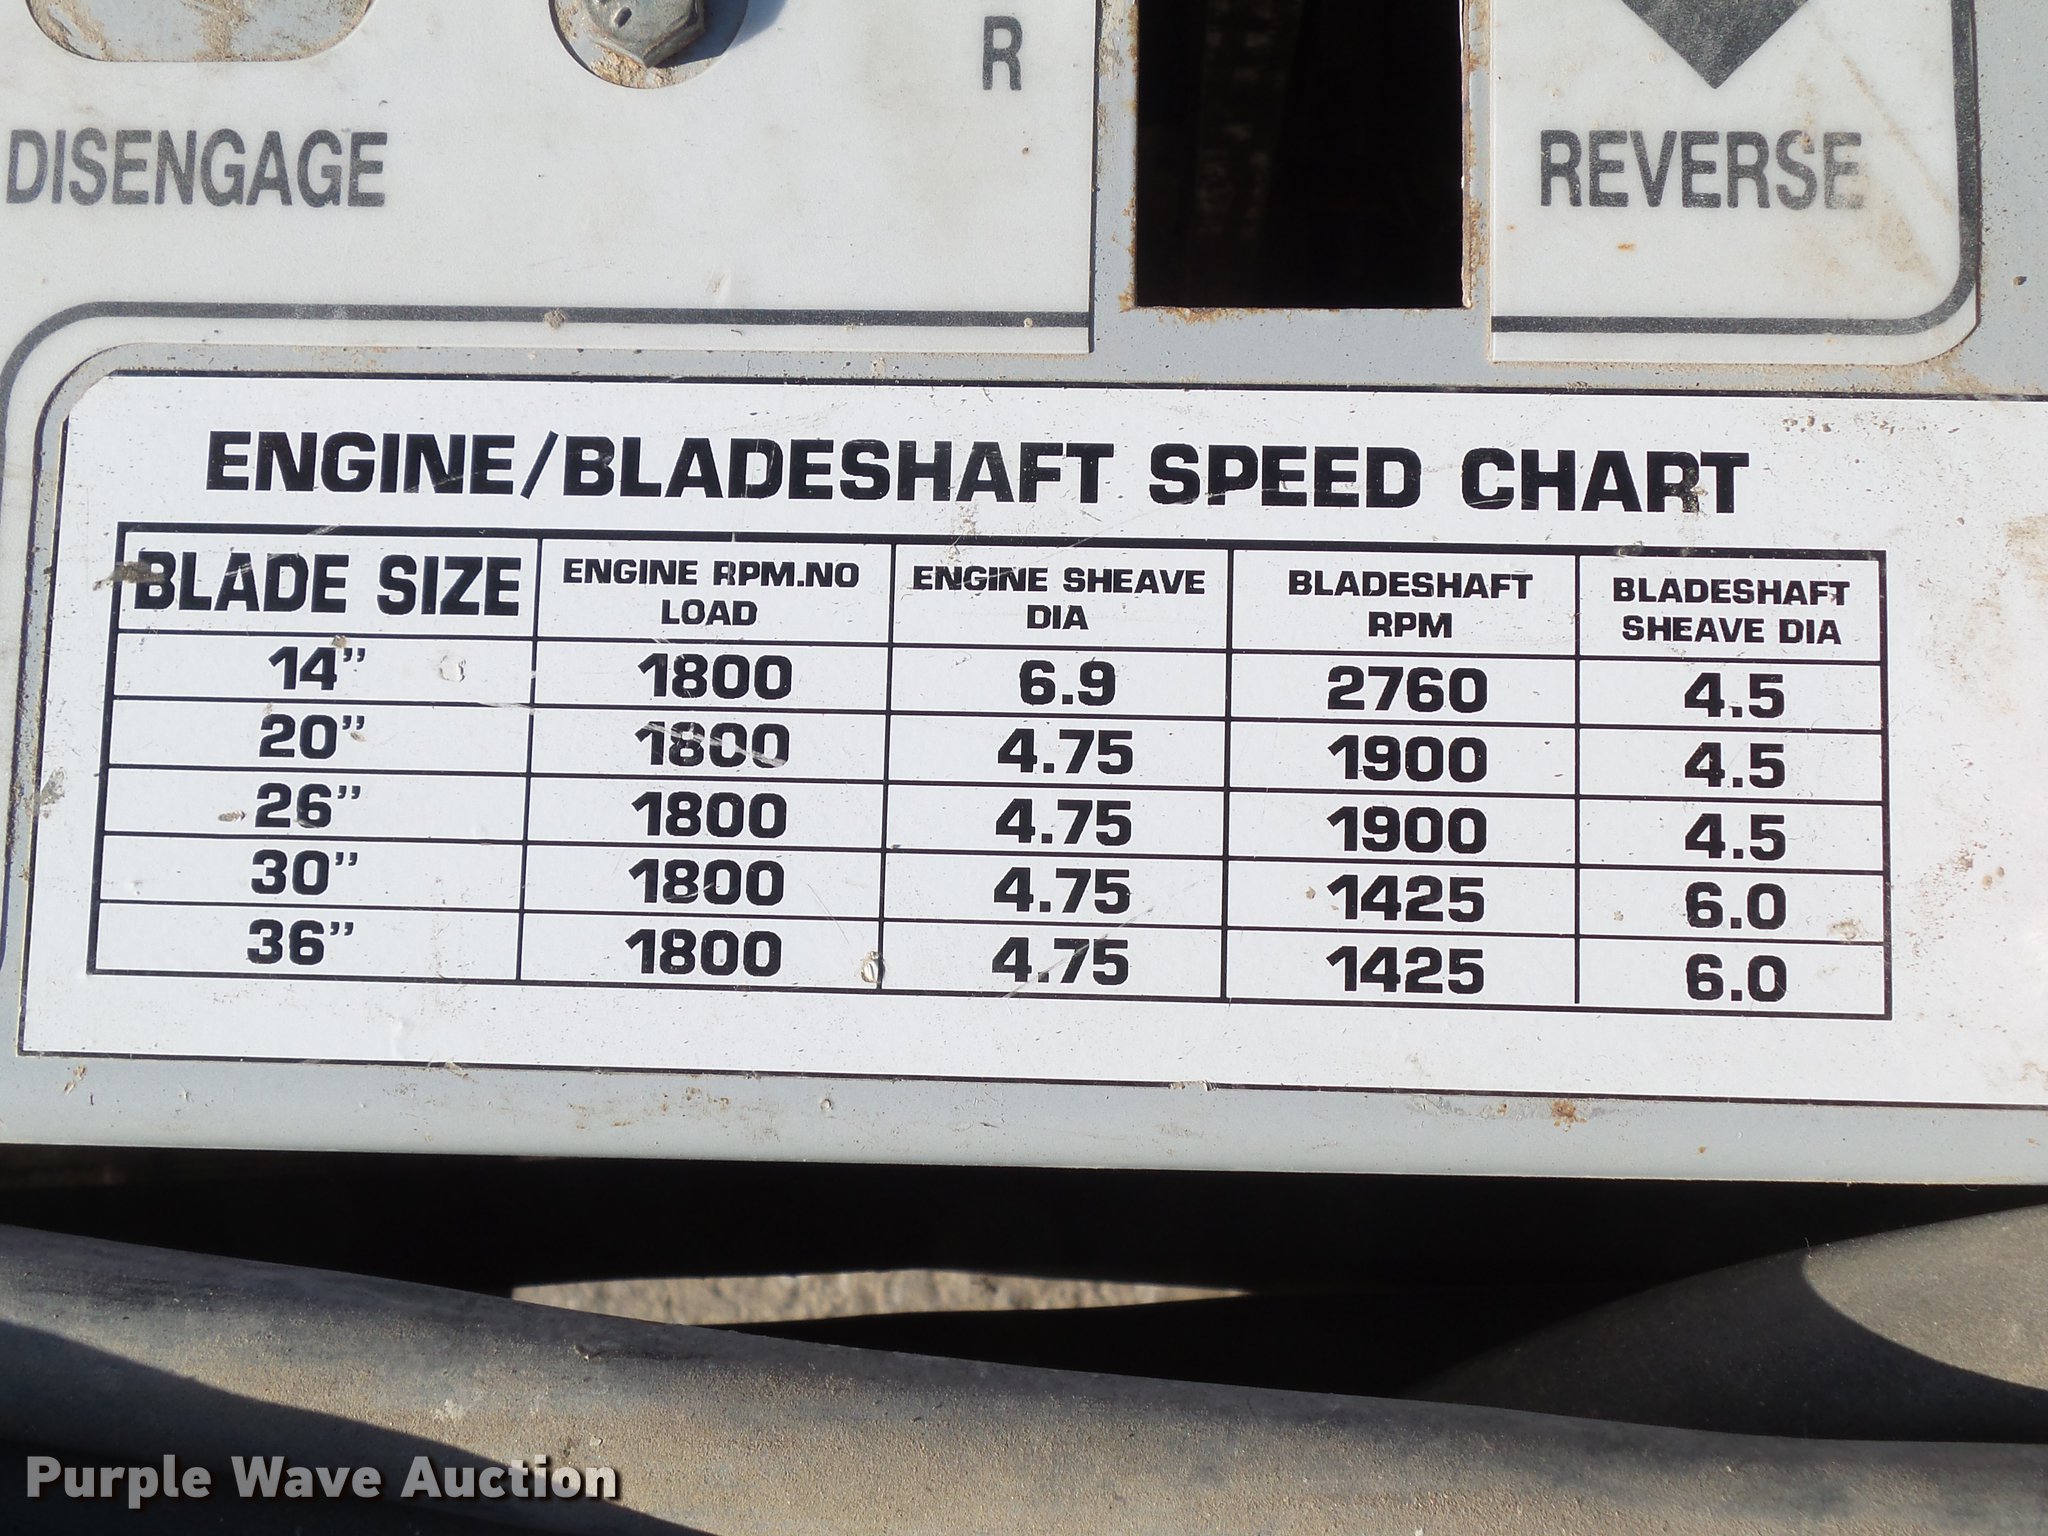 R
DISENGAGE
REVERSE
ENGINE/BLADESHAFT SPEED CHART
BLADE SIZE ENGINE RPM.NO LOAD ENGINE SHEAVE DIA BLADESHAFT RPM BLADESHAFT SHEAVE DIA
14” 1800 6.9 2760 4.5
20” 1800 4.75 1900 4.5
26” 1800 4.75 1900 4.5
30” 1800 4.75 1425 6.0
36” 1800 4.75 1425 6.0
Purple Wave Auction